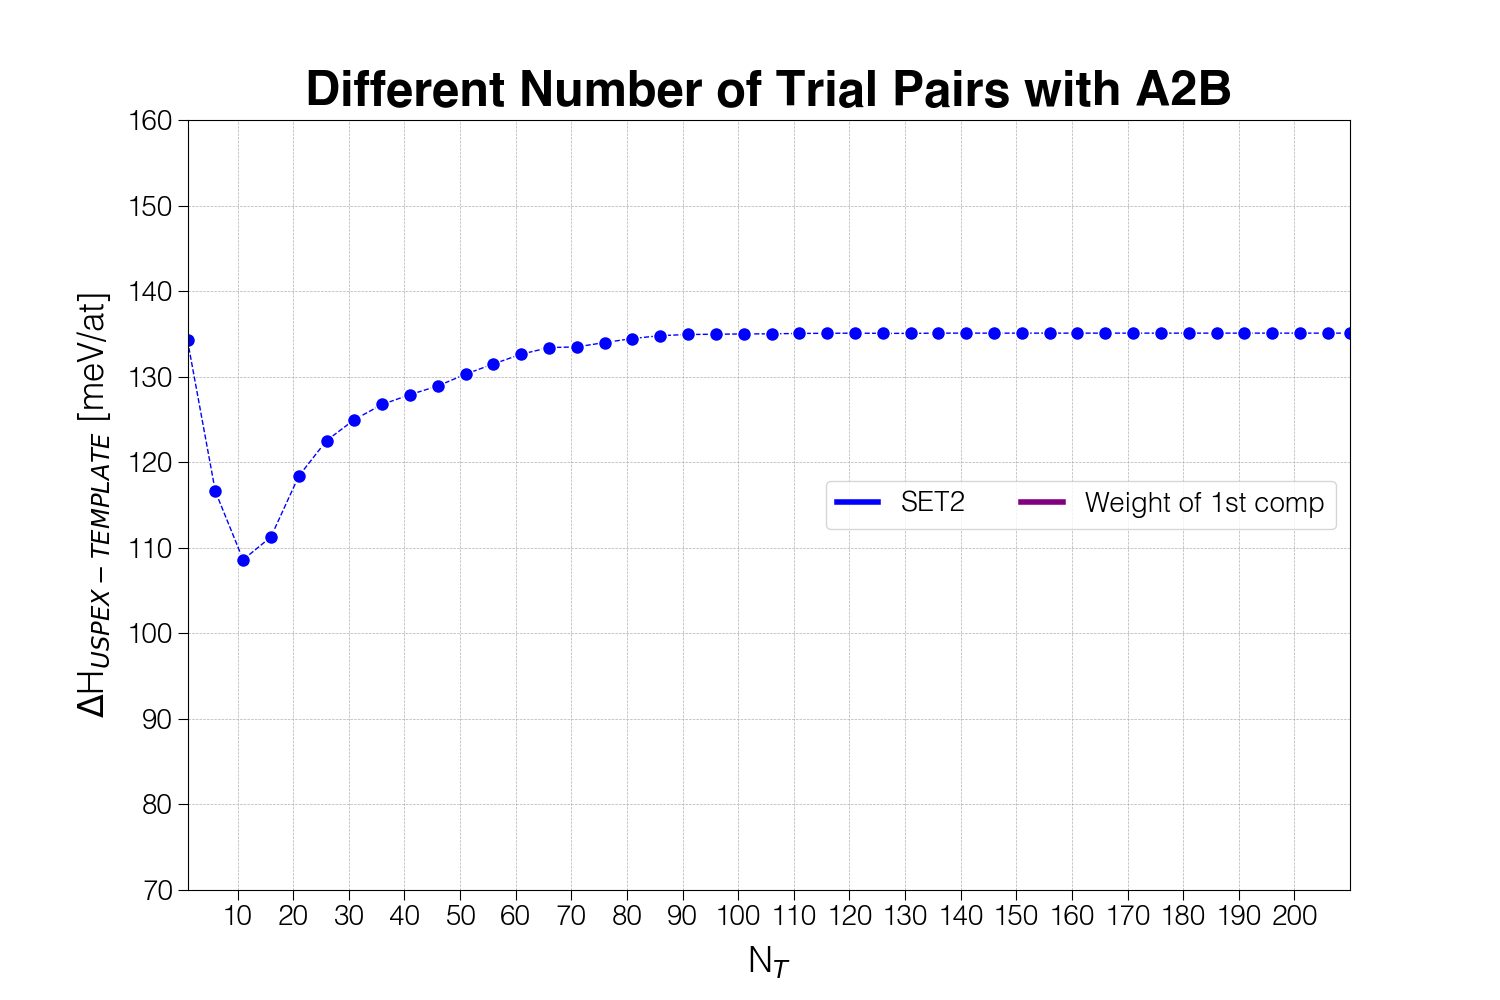 Different Number of Trial Pairs with A2B
ΔH_USPEX − TEMPLATE [meV/at]
160
150
140
130
120
110
100
90
80
70
SET2 Weight of 1st comp
10 20 30 40 50 60 70 80 90 100 110 120 130 140 150 160 170 180 190 200
N_T